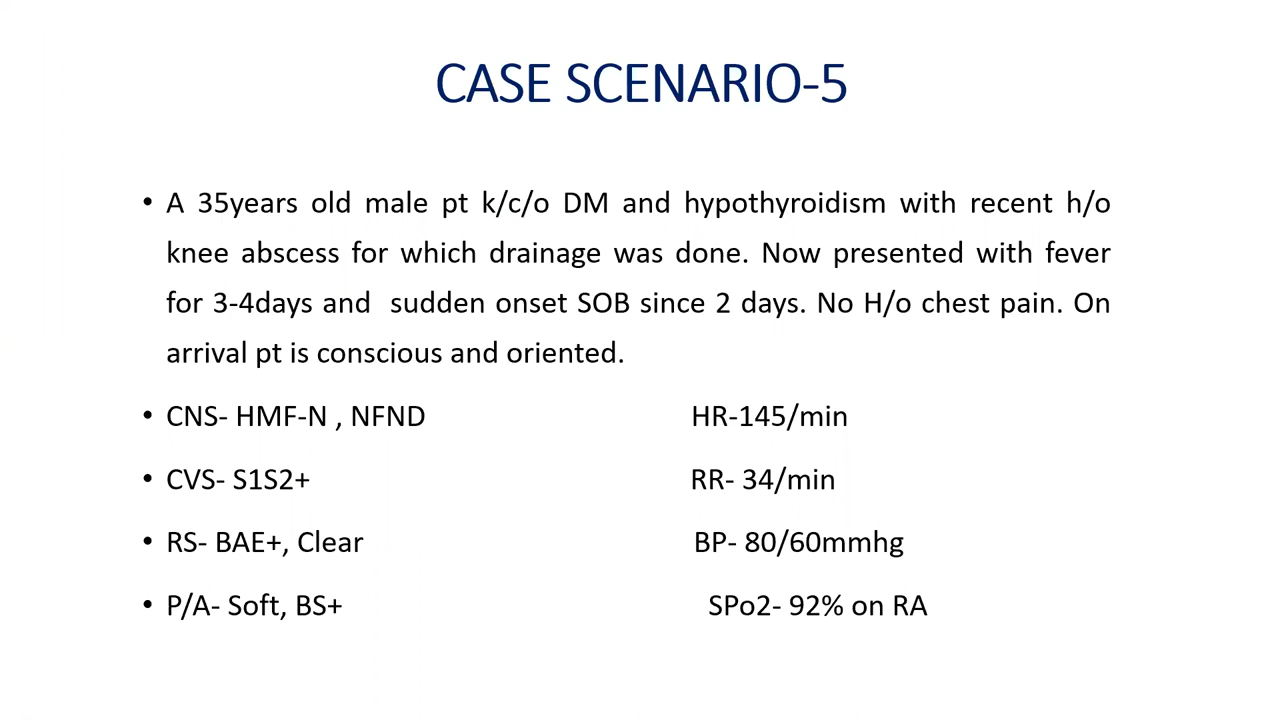 CASE SCENARIO-5
• A 35years old male pt k/c/o DM and hypothyroidism with recent h/o
knee abscess for which drainage was done. Now presented with fever
for 3-4days and sudden onset SOB since 2 days. No H/o chest pain. On
arrival pt is conscious and oriented.
• CNS- HMF-N , NFND HR-145/min
• CVS- S1S2+ RR- 34/min
• RS- BAE+, Clear BP- 80/60mmhg
• P/A- Soft, BS+ SPo2- 92% on RA